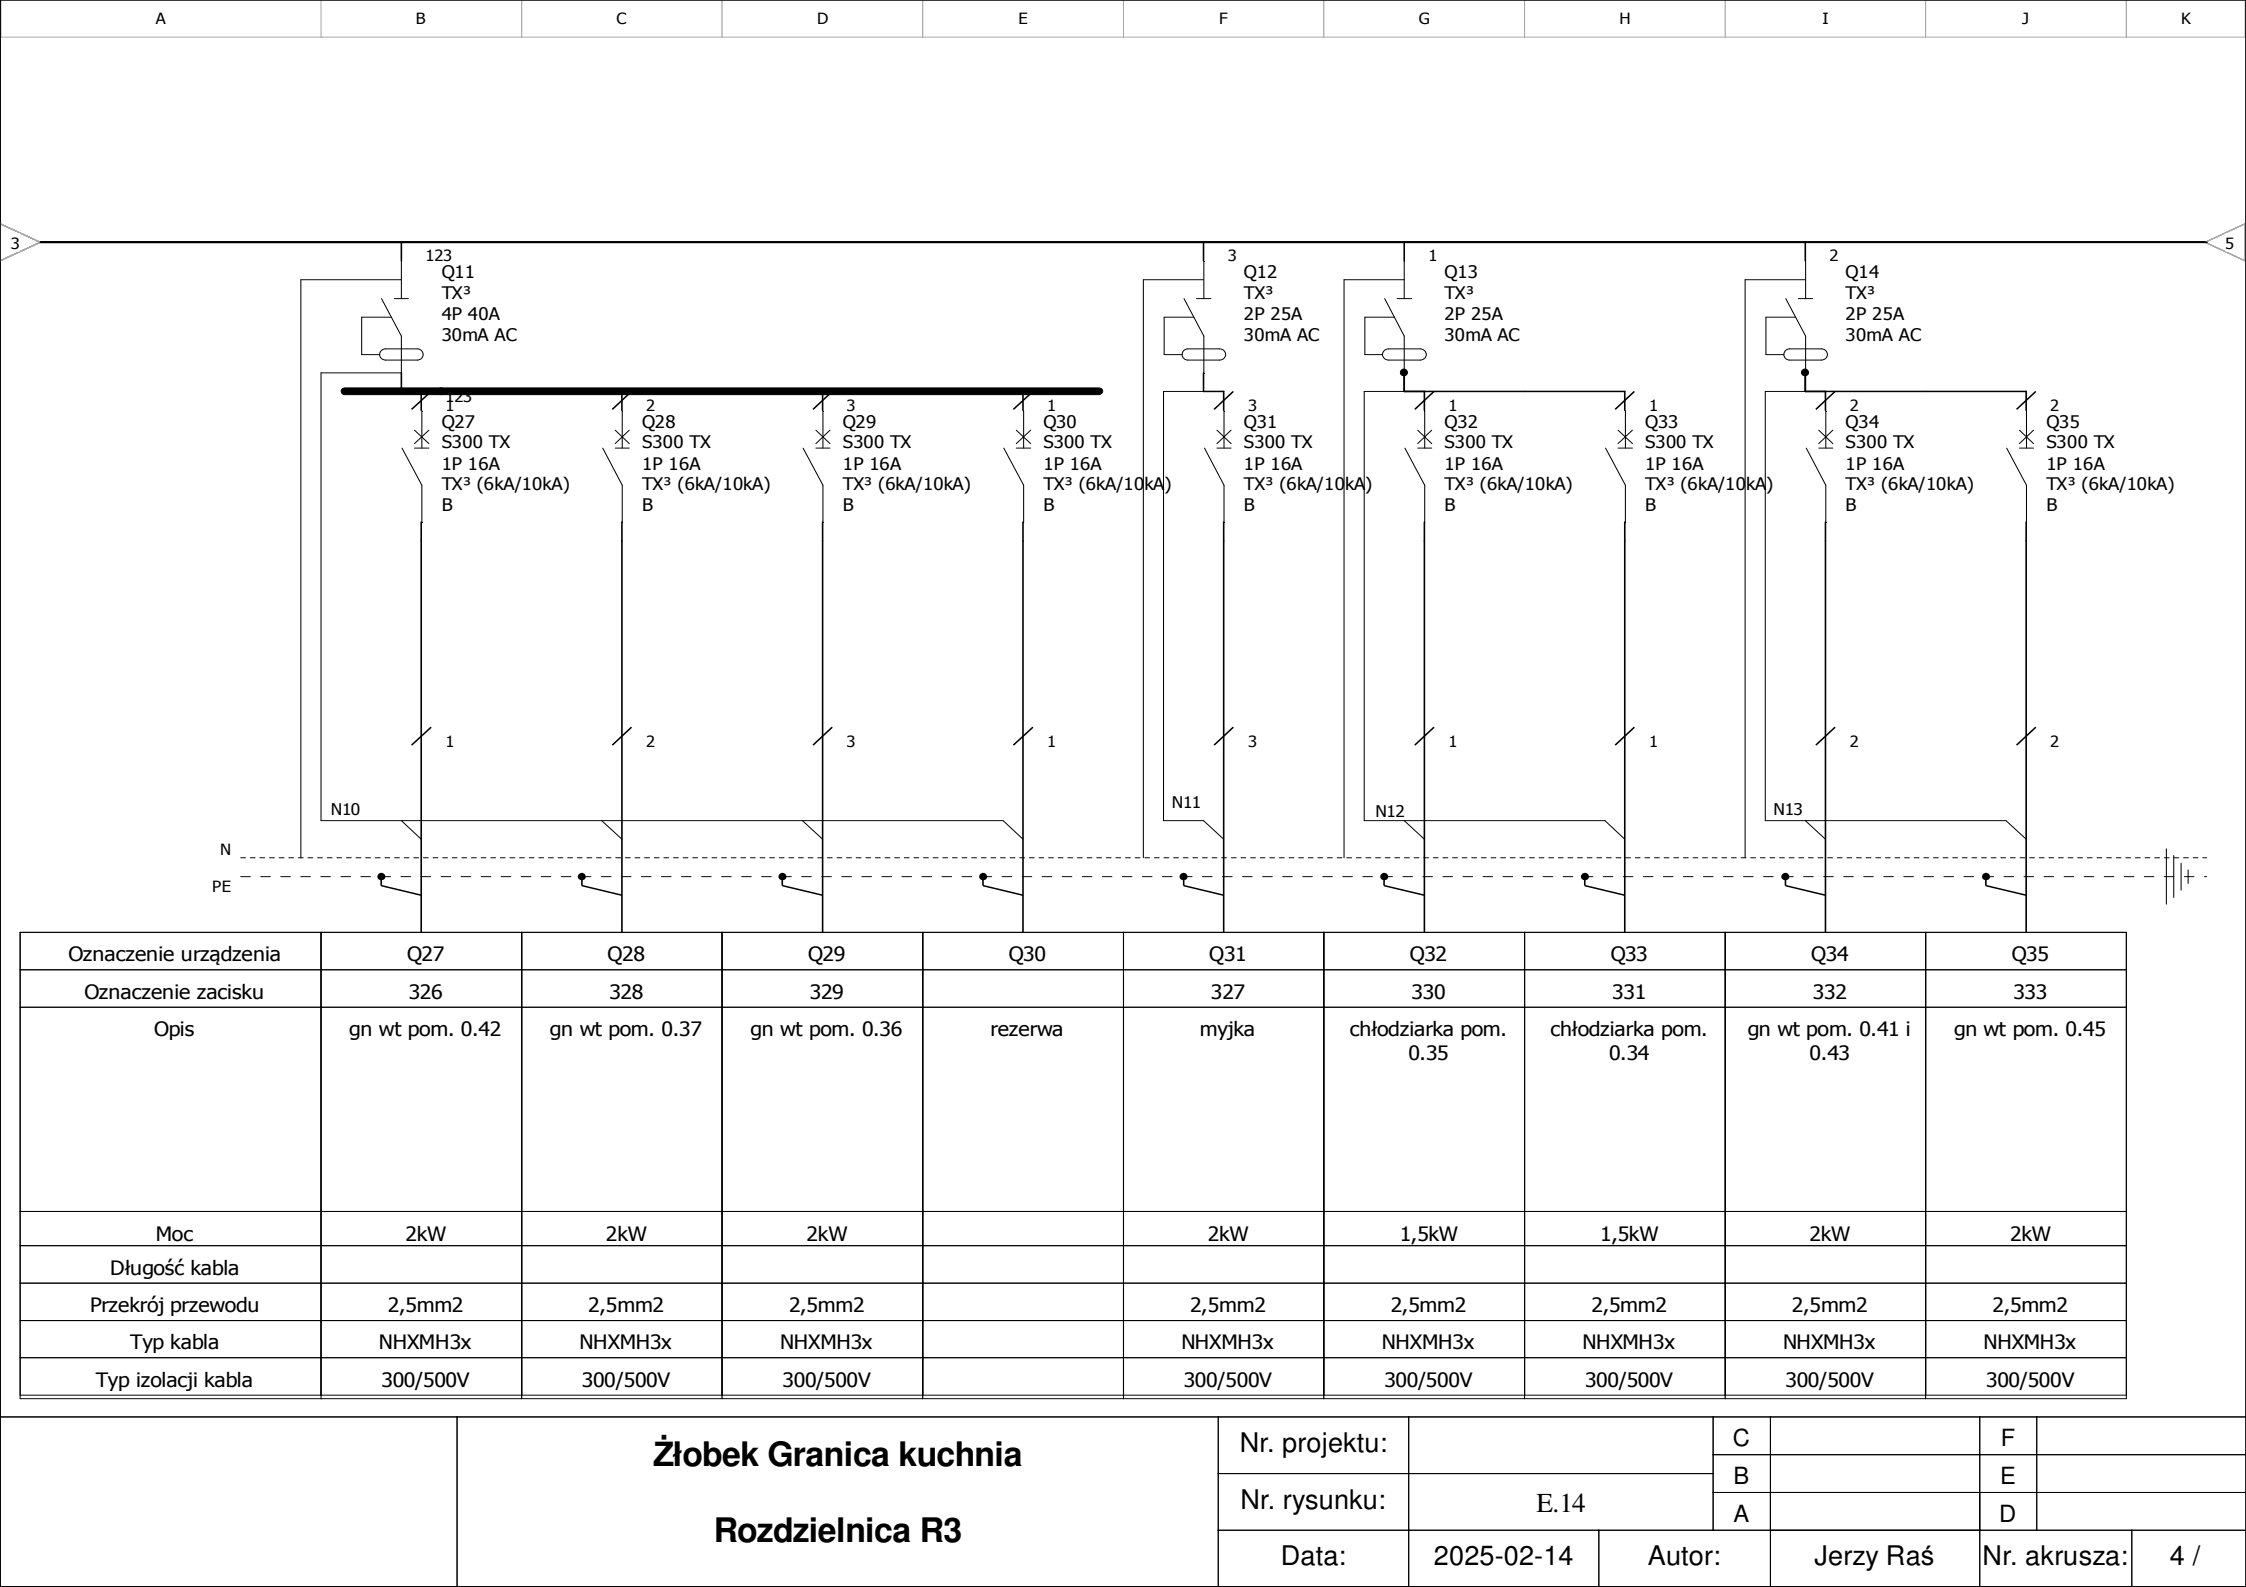 A B C D E F G H I J K
3 5
123 3 1 2
Q11 Q12 Q13 Q14
TX³ TX³ TX³ TX³
4P 40A 2P 25A 2P 25A 2P 25A
30mA AC 30mA AC 30mA AC 30mA AC
123
1 2 3 1 3 1 1 2 2
Q27 Q28 Q29 Q30 Q31 Q32 Q33 Q34 Q35
S300 TX S300 TX S300 TX S300 TX S300 TX S300 TX S300 TX S300 TX S300 TX
1P 16A 1P 16A 1P 16A 1P 16A 1P 16A 1P 16A 1P 16A 1P 16A 1P 16A
TX³ (6kA/10kA) TX³ (6kA/10kA) TX³ (6kA/10kA) TX³ (6kA/10kA) TX³ (6kA/10kA) TX³ (6kA/10kA) TX³ (6kA/10kA) TX³ (6kA/10kA) TX³ (6kA/10kA)
B B B B B B B B B
1 2 3 1 3 1 1 2 2
N10 N11 N12 N13
N
PE
Oznaczenie urządzenia Q27 Q28 Q29 Q30 Q31 Q32 Q33 Q34 Q35
Oznaczenie zacisku 326 328 329 327 330 331 332 333
Opis gn wt pom. 0.42 gn wt pom. 0.37 gn wt pom. 0.36 rezerwa myjka chłodziarka pom. chłodziarka pom. gn wt pom. 0.41 i gn wt pom. 0.45
0.35 0.34 0.43
Moc 2kW 2kW 2kW 2kW 1,5kW 1,5kW 2kW 2kW
Długość kabla
Przekrój przewodu 2,5mm2 2,5mm2 2,5mm2 2,5mm2 2,5mm2 2,5mm2 2,5mm2 2,5mm2
Typ kabla NHXMH3x NHXMH3x NHXMH3x NHXMH3x NHXMH3x NHXMH3x NHXMH3x NHXMH3x
Typ izolacji kabla 300/500V 300/500V 300/500V 300/500V 300/500V 300/500V 300/500V 300/500V
Żłobek Granica kuchnia
Rozdzielnica R3
Nr. projektu: C F
B E
Nr. rysunku: E.14
A D
Data: 2025-02-14 Autor: Jerzy Raś Nr. akrusza: 4 /